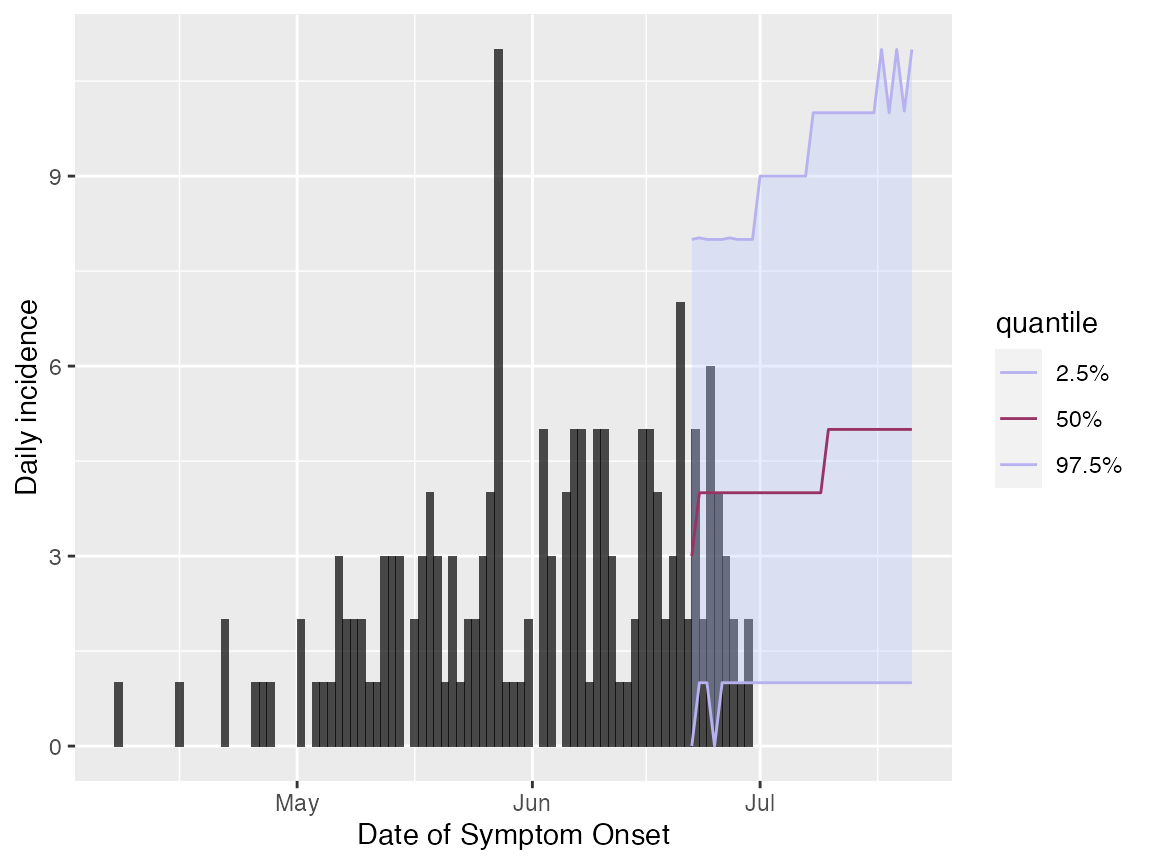 9
6
3
0
Daily incidence
May
Jun
Jul
Date of Symptom Onset
quantile
2.5%
50%
97.5%